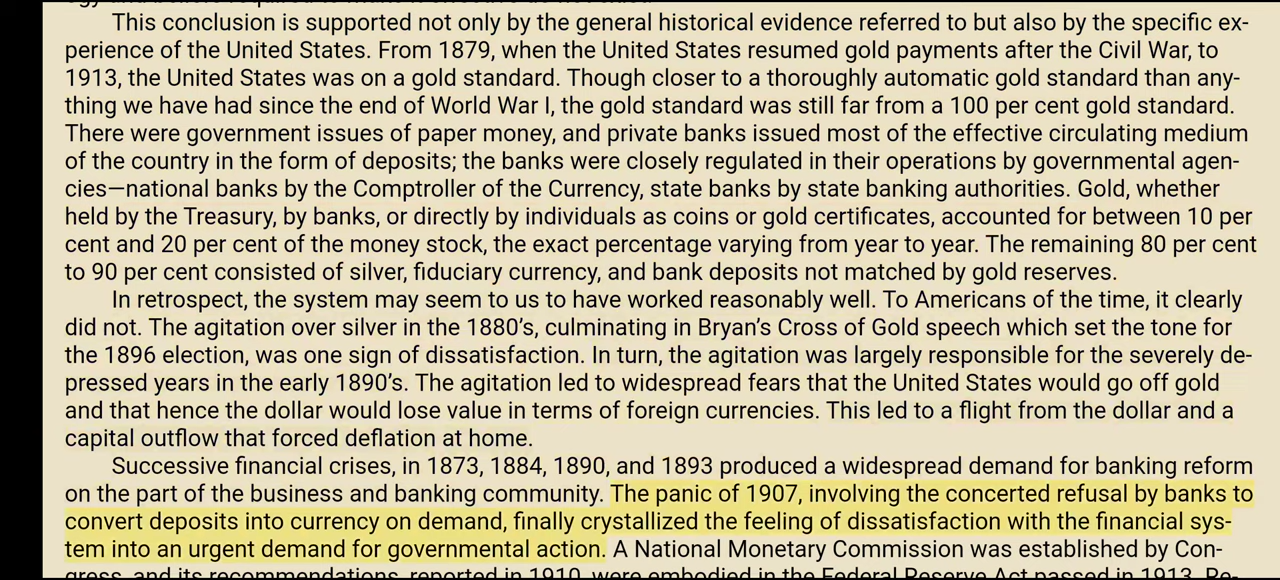 This conclusion is supported not only by the general historical evidence referred to but also by the specific ex-
perience of the United States. From 1879, when the United States resumed gold payments after the Civil War, to
1913, the United States was on a gold standard. Though closer to a thoroughly automatic gold standard than any-
thing we have had since the end of World War I, the gold standard was still far from a 100 per cent gold standard.
There were government issues of paper money, and private banks issued most of the effective circulating medium
of the country in the form of deposits; the banks were closely regulated in their operations by governmental agen-
cies—national banks by the Comptroller of the Currency, state banks by state banking authorities. Gold, whether
held by the Treasury, by banks, or directly by individuals as coins or gold certificates, accounted for between 10 per
cent and 20 per cent of the money stock, the exact percentage varying from year to year. The remaining 80 per cent
to 90 per cent consisted of silver, fiduciary currency, and bank deposits not matched by gold reserves.
In retrospect, the system may seem to us to have worked reasonably well. To Americans of the time, it clearly
did not. The agitation over silver in the 1880’s, culminating in Bryan’s Cross of Gold speech which set the tone for
the 1896 election, was one sign of dissatisfaction. In turn, the agitation was largely responsible for the severely de-
pressed years in the early 1890’s. The agitation led to widespread fears that the United States would go off gold
and that hence the dollar would lose value in terms of foreign currencies. This led to a flight from the dollar and a
capital outflow that forced deflation at home.
Successive financial crises, in 1873, 1884, 1890, and 1893 produced a widespread demand for banking reform
on the part of the business and banking community. The panic of 1907, involving the concerted refusal by banks to
convert deposits into currency on demand, finally crystallized the feeling of dissatisfaction with the financial sys-
tem into an urgent demand for governmental action. A National Monetary Commission was established by Con-
gress, and its recommendations, reported in 1910, were embodied in the Federal Reserve Act passed in 1913. Re-